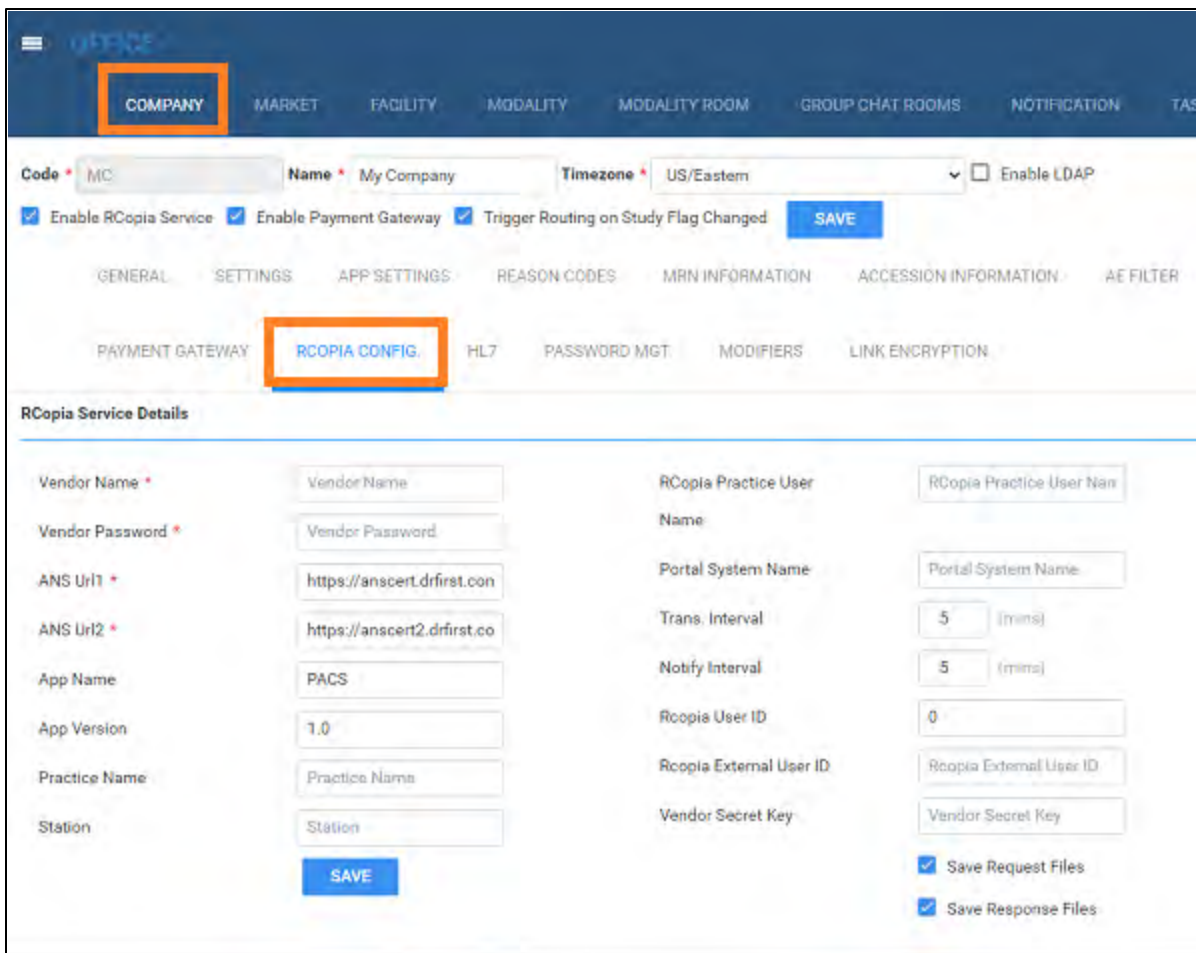 OFFICE
COMPANY MARKET FACILITY MODALITY MODALITY ROOM GROUP CHAT ROOMS NOTIFICATION TAS
Code * MC Name * My Company Timezone * US/Eastern Enable LDAP
Enable RCopia Service Enable Payment Gateway Trigger Routing on Study Flag Changed SAVE
GENERAL SETTINGS APP SETTINGS REASON CODES MRN INFORMATION ACCESSION INFORMATION AE FILTER
PAYMENT GATEWAY RCOPIA CONFIG. HL7 PASSWORD MGT. MODIFIERS LINK ENCRYPTION
RCopia Service Details
Vendor Name * Vendor Name
Vendor Password * Vendor Password
ANS Url1 * https://anscert.drfirst.con
ANS Url2 * https://anscert2.drfirst.co
App Name PACS
App Version 1.0
Practice Name Practice Name
Station Station
SAVE
RCopia Practice User RCopia Practice User Nam
Name
Portal System Name Portal System Name
Trans. Interval 5 (mins)
Notify Interval 5 (mins)
Rcopia User ID 0
Rcopia External User ID Rcopia External User ID
Vendor Secret Key Vendor Secret Key
Save Request Files
Save Response Files